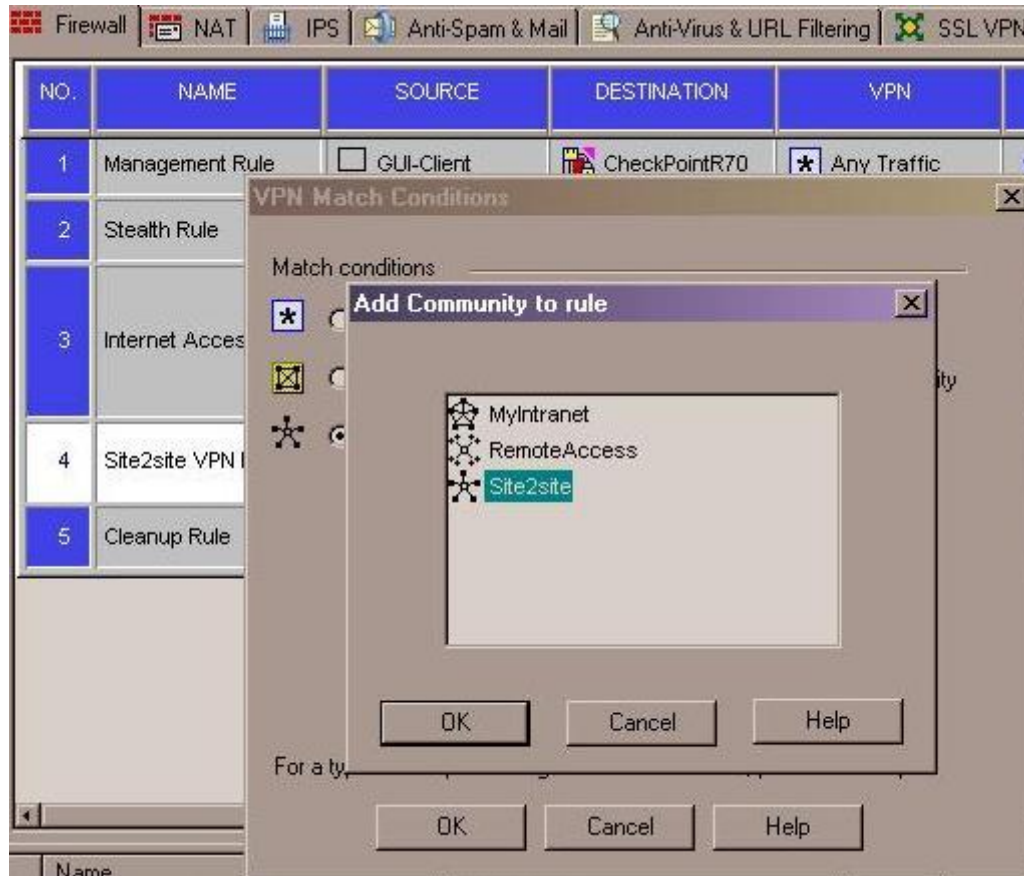 Firewall NAT IPS Anti-Spam & Mail Anti-Virus & URL Filtering SSL VPN
NO. NAME SOURCE DESTINATION VPN
1 Management Rule GUI-Client CheckPointR70 * Any Traffic
VPN Match Conditions
2 Stealth Rule
Match conditions
Add Community to rule
3 Internet Acces
ity
MyIntranet
RemoteAccess
4 Site2site VPN
Site2site
5 Cleanup Rule
OK Cancel Help
For a ty
OK Cancel Help
Name